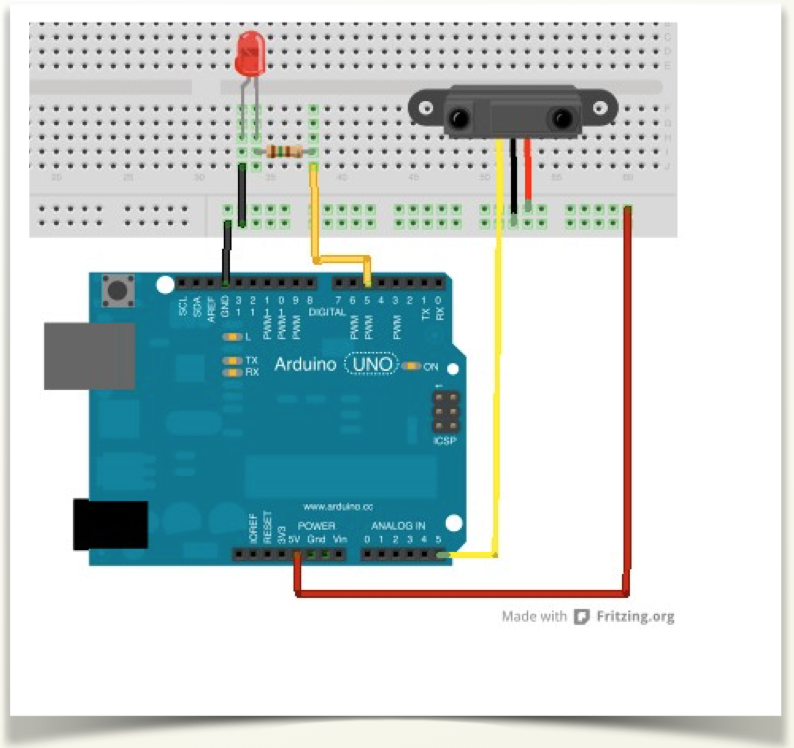 25
30
35
40
45
50
55
60
SCL
SDA
AREF
GND
13
12
PWM 11
PWM 10
PWM 9
8
7
PWM 6
PWM 5
4
PWM 3
2
TX 1
RX 0
DIGITAL
L
TX
RX
Arduino UNO
ON
1
ICSP
www.arduino.cc
POWER
ANALOG IN
IOREF
RESET
3V3
5V Gnd Vin
0 1 2 3 4 5
Made with Fritzing.org